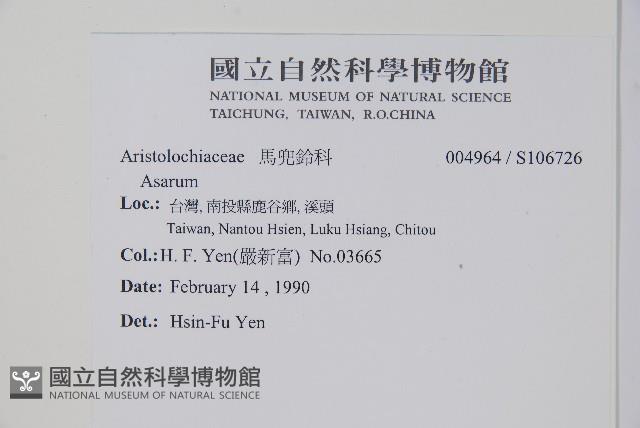 國立自然科學博物館
NATIONAL MUSEUM OF NATURAL SCIENCE
TAICHUNG, TAIWAN, R.O.CHINA
Aristolochiaceae 馬兜鈴科 004964 / S106726
Asarum
Loc.: 台灣, 南投縣鹿谷鄉, 溪頭
Taiwan, Nantou Hsien, Luku Hsiang, Chitou
Col.: H. F. Yen(嚴新富) No.03665
Date: February 14 , 1990
Det.: Hsin-Fu Yen
國立自然科學博物館
NATIONAL MUSEUM OF NATURAL SCIENCE